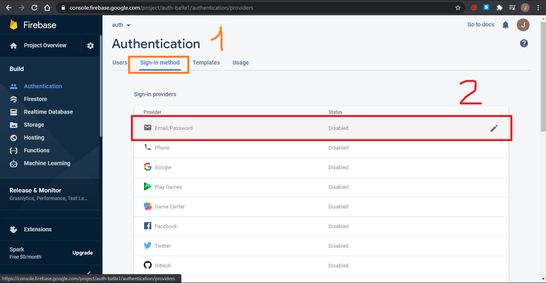 console.firebase.google.com/project/auth-ba9a1/authentication/providers
Firebase
auth
Go to docs
J
Project Overview
Authentication
1
Users
Sign-in method
Templates
Usage
Build
Authentication
Firestore
Realtime Database
Storage
Hosting
Functions
Machine Learning
Release & Monitor
Crashlytics, Performance, Test La...
Extensions
Spark
Free $0/month
Upgrade
Sign-in providers
2
Provider
Status
Email/Password
Disabled
Phone
Disabled
Google
Disabled
Play Games
Disabled
Game Center
Disabled
Facebook
Disabled
Twitter
Disabled
GitHub
Disabled
https://console.firebase.google.com/project/auth-ba9a1/authentication/providers